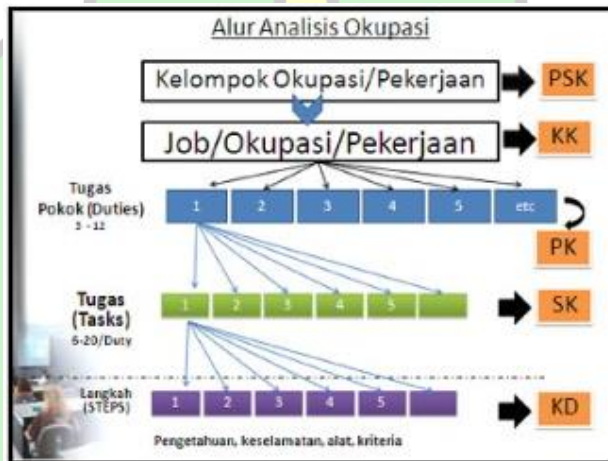 Alur Analisis Okupasi
Kelompok Okupasi/Pekerjaan
PSK
Job/Okupasi/Pekerjaan
KK
Tugas
Pokok (Duties)
3 - 12
1 2 3 4 5 etc
PK
Tugas
(Tasks)
6-20/Duty
1 2 3 4 5
SK
Langkah
(STEPS)
1 2 3 4 5
KD
Pengetahuan, keselamatan, alat, kriteria